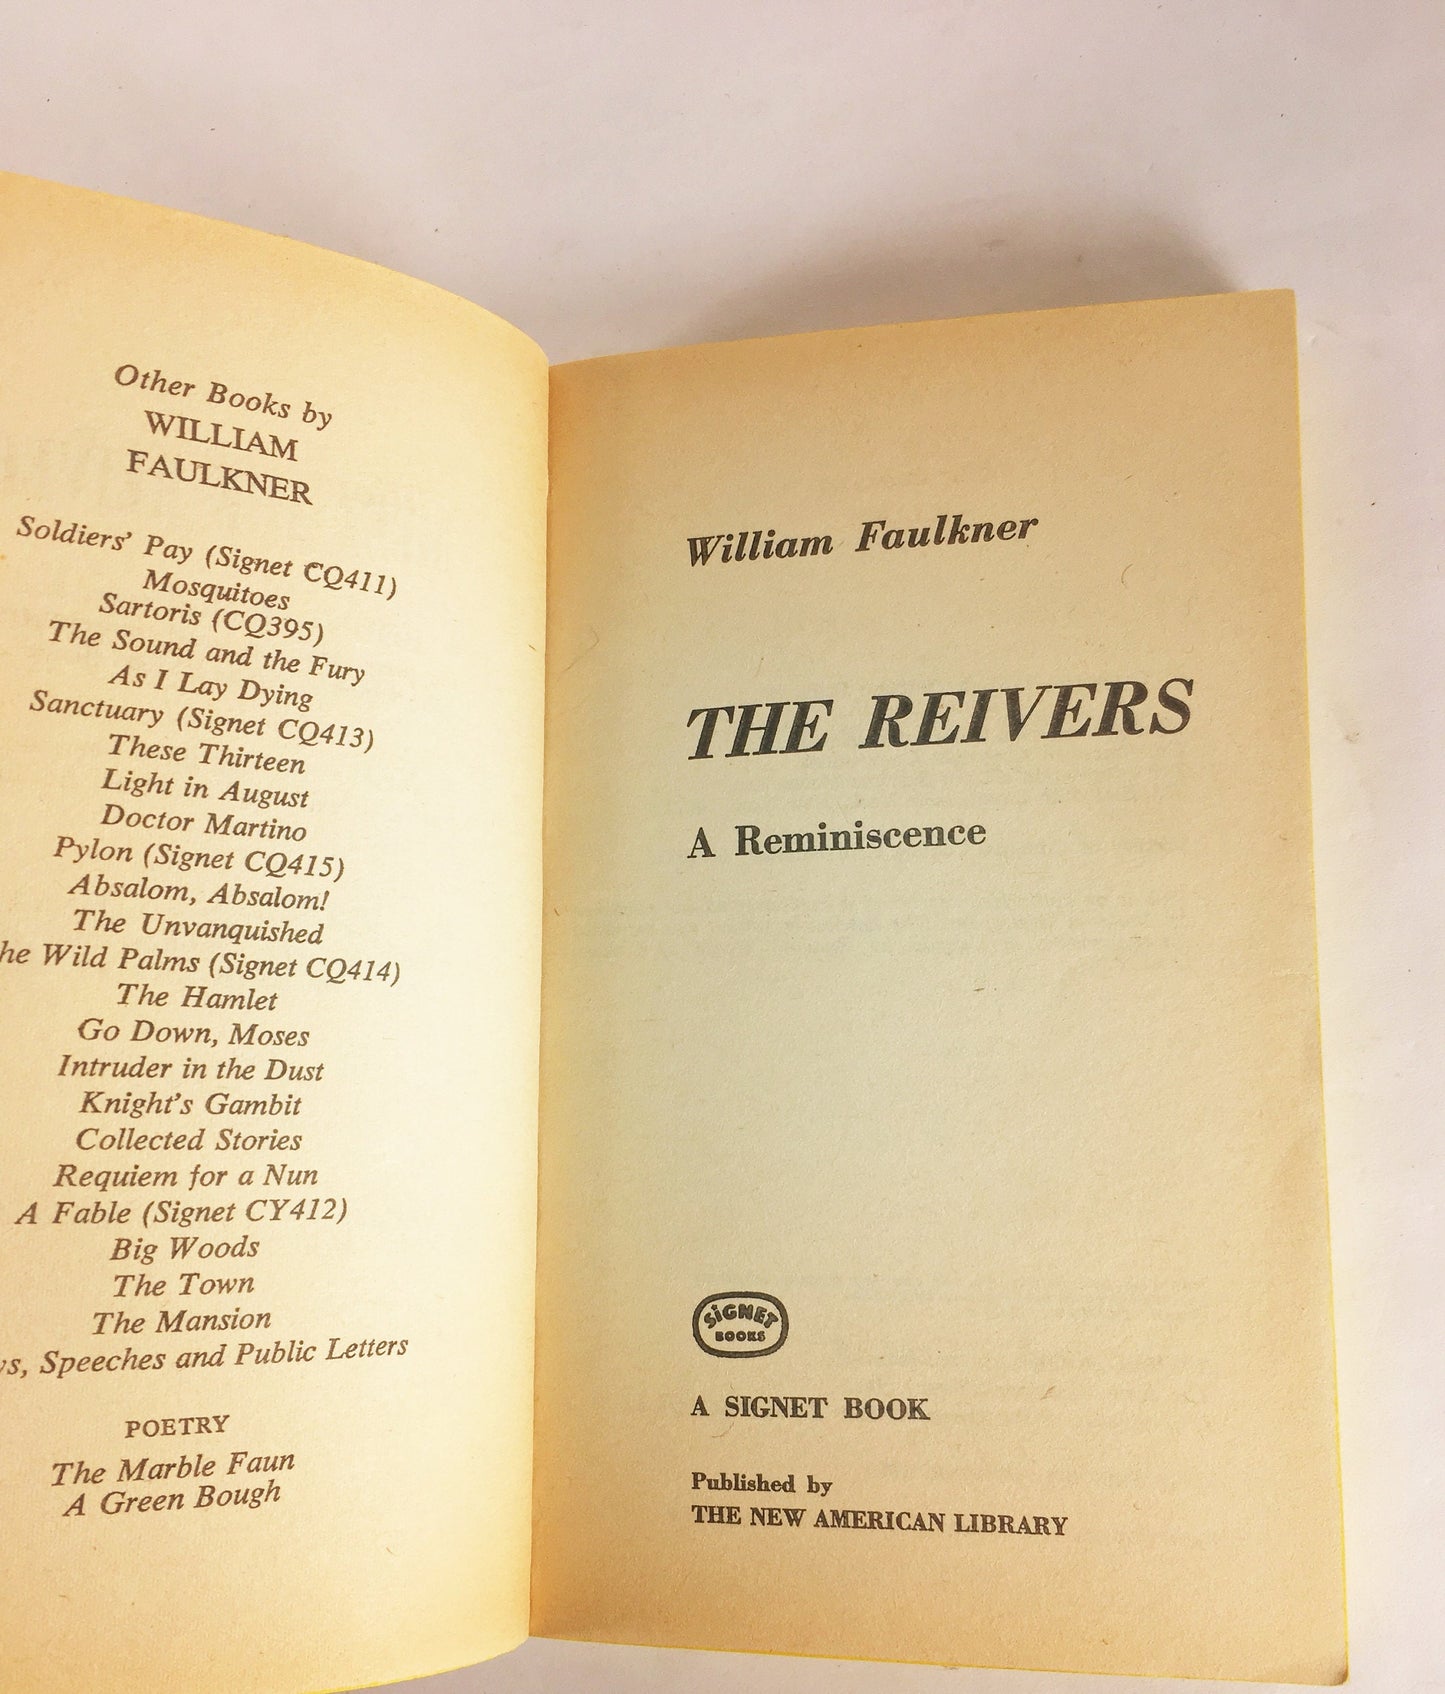 Other Books by
WILLIAM
FAULKNER
Soldiers' Pay (Signet CQ411)
Mosquitoes
Sartoris (CQ395)
The Sound and the Fury
As I Lay Dying
Sanctuary (Signet CQ413)
These Thirteen
Light in August
Doctor Martino
Pylon (Signet CQ415)
Absalom, Absalom!
The Unvanquished
he Wild Palms (Signet CQ414)
The Hamlet
Go Down, Moses
Intruder in the Dust
Knight's Gambit
Collected Stories
Requiem for a Nun
A Fable (Signet CY412)
Big Woods
The Town
The Mansion
Speeches and Public Letters
POETRY
The Marble Faun
A Green Bough
William Faulkner
THE REIVERS
A Reminiscence
SIGNET
BOOKS
A SIGNET BOOK
Published by
THE NEW AMERICAN LIBRARY